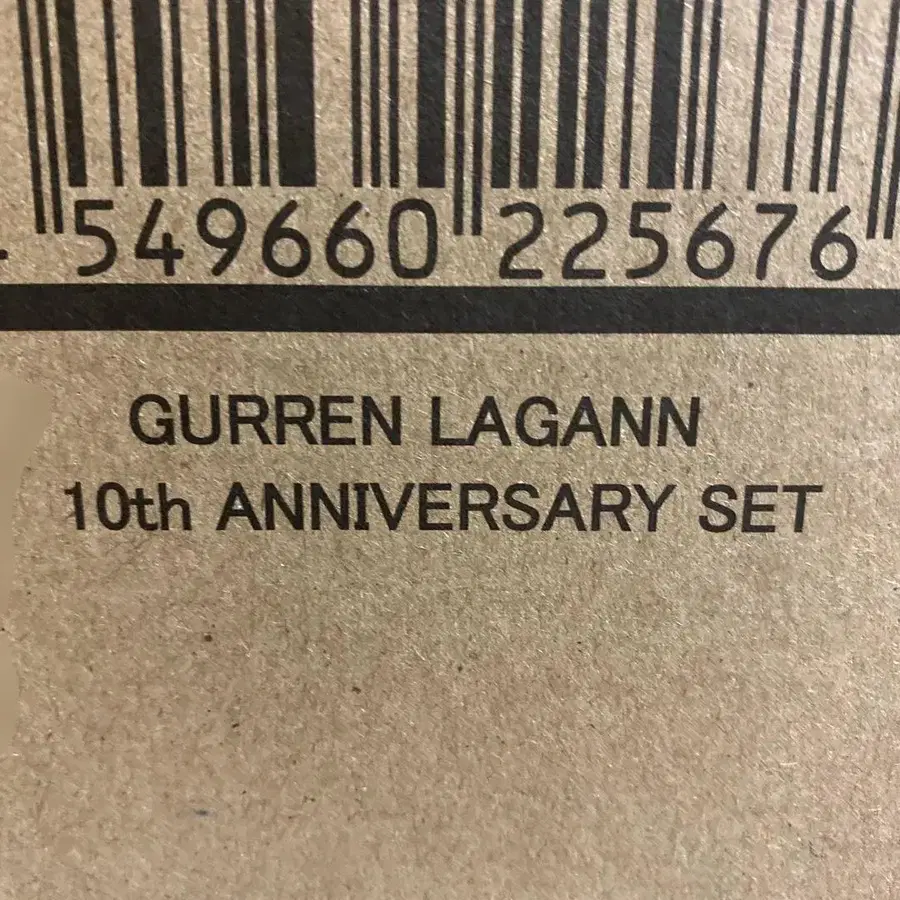 549660 225676
GURREN LAGANN
10th ANNIVERSARY SET